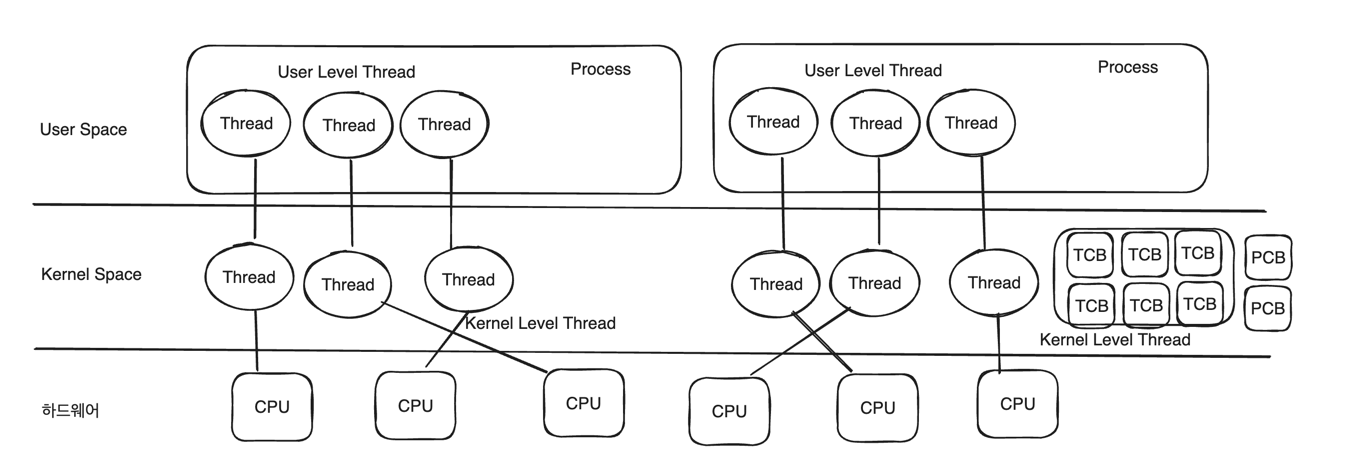 User Level Thread
Process
User Level Thread
Process
User Space
Thread
Thread
Thread
Thread
Thread
Thread
Kernel Space
Thread
Thread
Thread
Thread
Thread
Thread
TCB
TCB
TCB
PCB
TCB
TCB
TCB
PCB
Kernel Level Thread
Kernel Level Thread
하드웨어
CPU
CPU
CPU
CPU
CPU
CPU